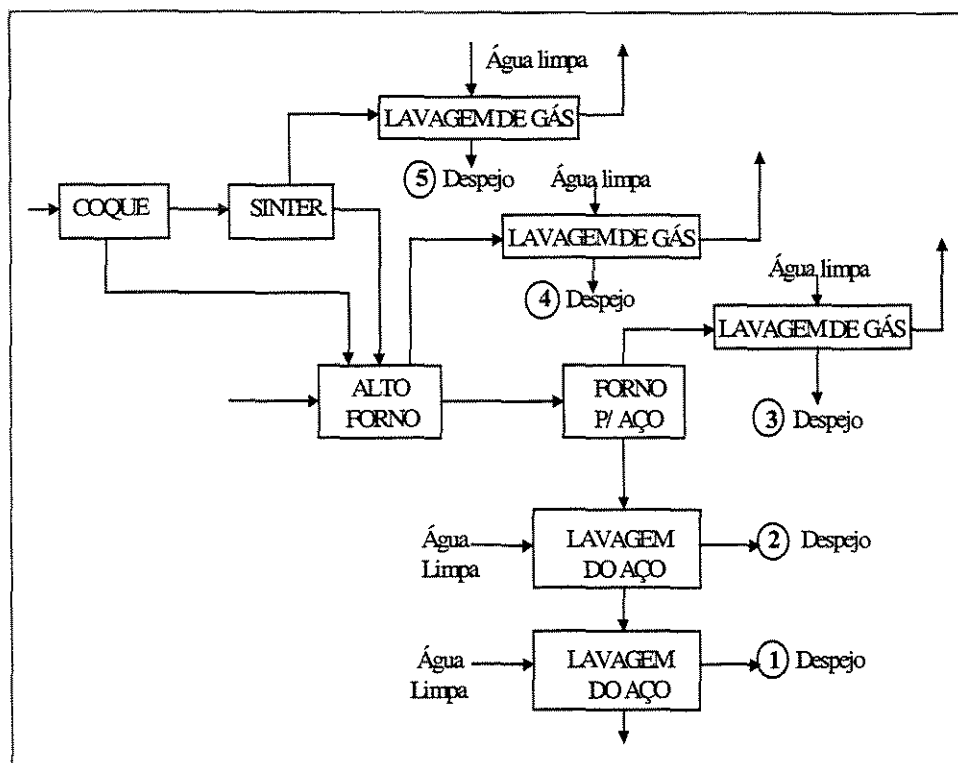 Água limpa
LAVAGEM DE GÁS
5 Despejo
Água limpa
COQUE
SINTER
LAVAGEM DE GÁS
Água limpa
4 Despejo
LAVAGEM DE GÁS
ALTO
FORNO
FORNO
P/ AÇO
3 Despejo
Água
Limpa
LAVAGEM
DO AÇO
2 Despejo
Água
Limpa
LAVAGEM
DO AÇO
1 Despejo